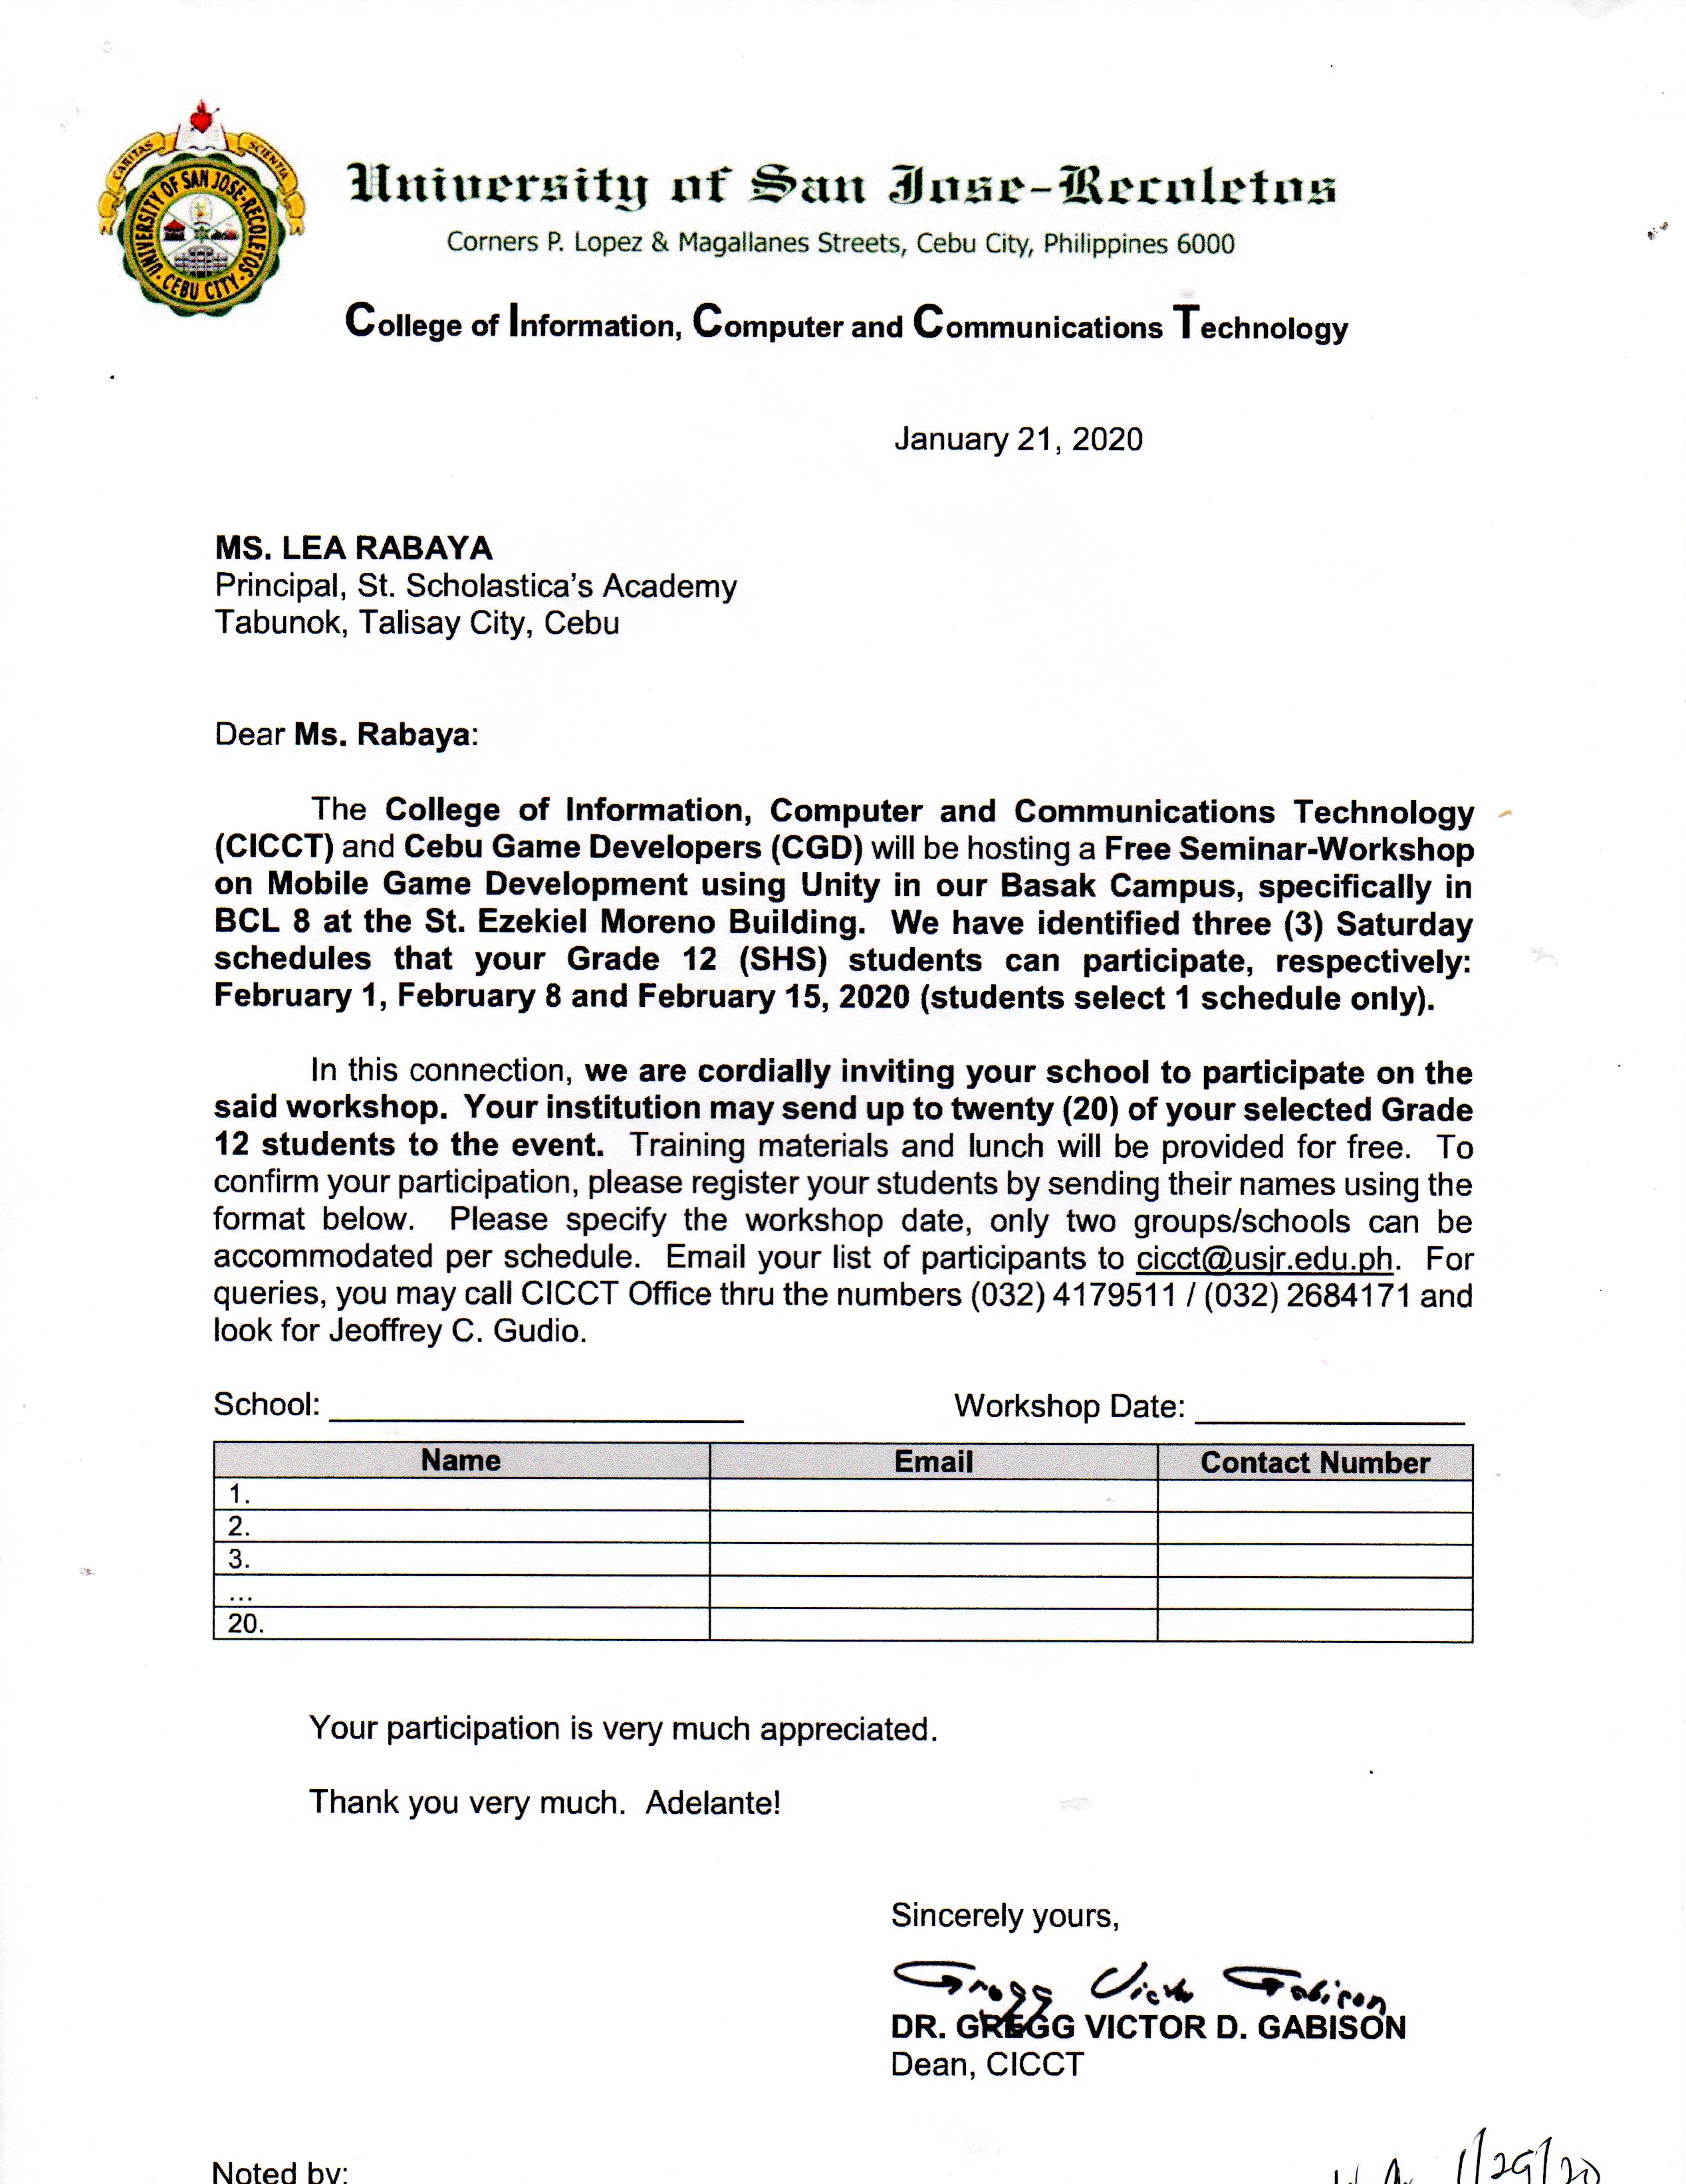 CARITAS SCIENTIA
UNIVERSITY OF SAN JOSE-RECOLETOS
CEBU CITY
University of San Jose-Recoletos
Corners P. Lopez & Magallanes Streets, Cebu City, Philippines 6000
College of Information, Computer and Communications Technology
January 21, 2020
MS. LEA RABAYA
Principal, St. Scholastica's Academy
Tabunok, Talisay City, Cebu
Dear Ms. Rabaya:
The College of Information, Computer and Communications Technology
(CICCT) and Cebu Game Developers (CGD) will be hosting a Free Seminar-Workshop
on Mobile Game Development using Unity in our Basak Campus, specifically in
BCL 8 at the St. Ezekiel Moreno Building. We have identified three (3) Saturday
schedules that your Grade 12 (SHS) students can participate, respectively:
February 1, February 8 and February 15, 2020 (students select 1 schedule only).
In this connection, we are cordially inviting your school to participate on the
said workshop. Your institution may send up to twenty (20) of your selected Grade
12 students to the event. Training materials and lunch will be provided for free. To
confirm your participation, please register your students by sending their names using the
format below. Please specify the workshop date, only two groups/schools can be
accommodated per schedule. Email your list of participants to cicct@usjr.edu.ph. For
queries, you may call CICCT Office thru the numbers (032) 4179511 / (032) 2684171 and
look for Jeoffrey C. Gudio.
School: Workshop Date:
Name Email Contact Number
1.
2.
3.
...
20.
Your participation is very much appreciated.
Thank you very much. Adelante!
Sincerely yours,
Gregg Victor Gabison
DR. GREGG VICTOR D. GABISON
Dean, CICCT
Noted by:
1/29/20